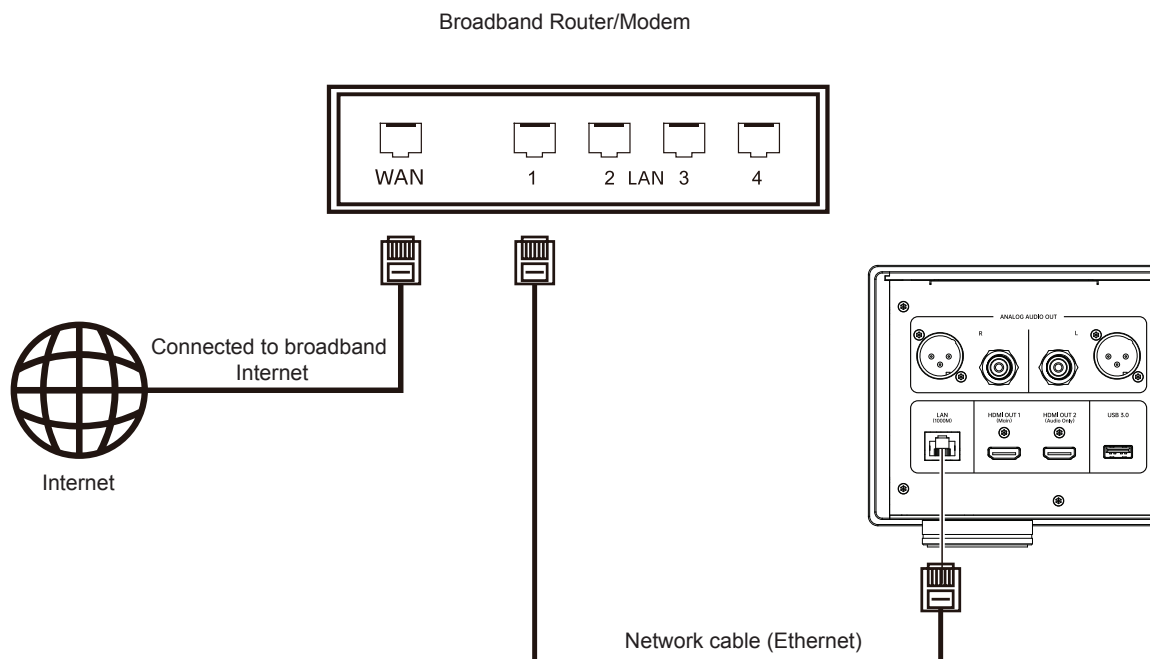 Broadband Router/Modem
WAN
1
2 LAN 3
4
Connected to broadband
Internet
Internet
ANALOG AUDIO OUT
R
L
LAN
(1000M)
HDMI OUT 1
(Main)
HDMI OUT 2
(Audio Only)
USB 3.0
Network cable (Ethernet)